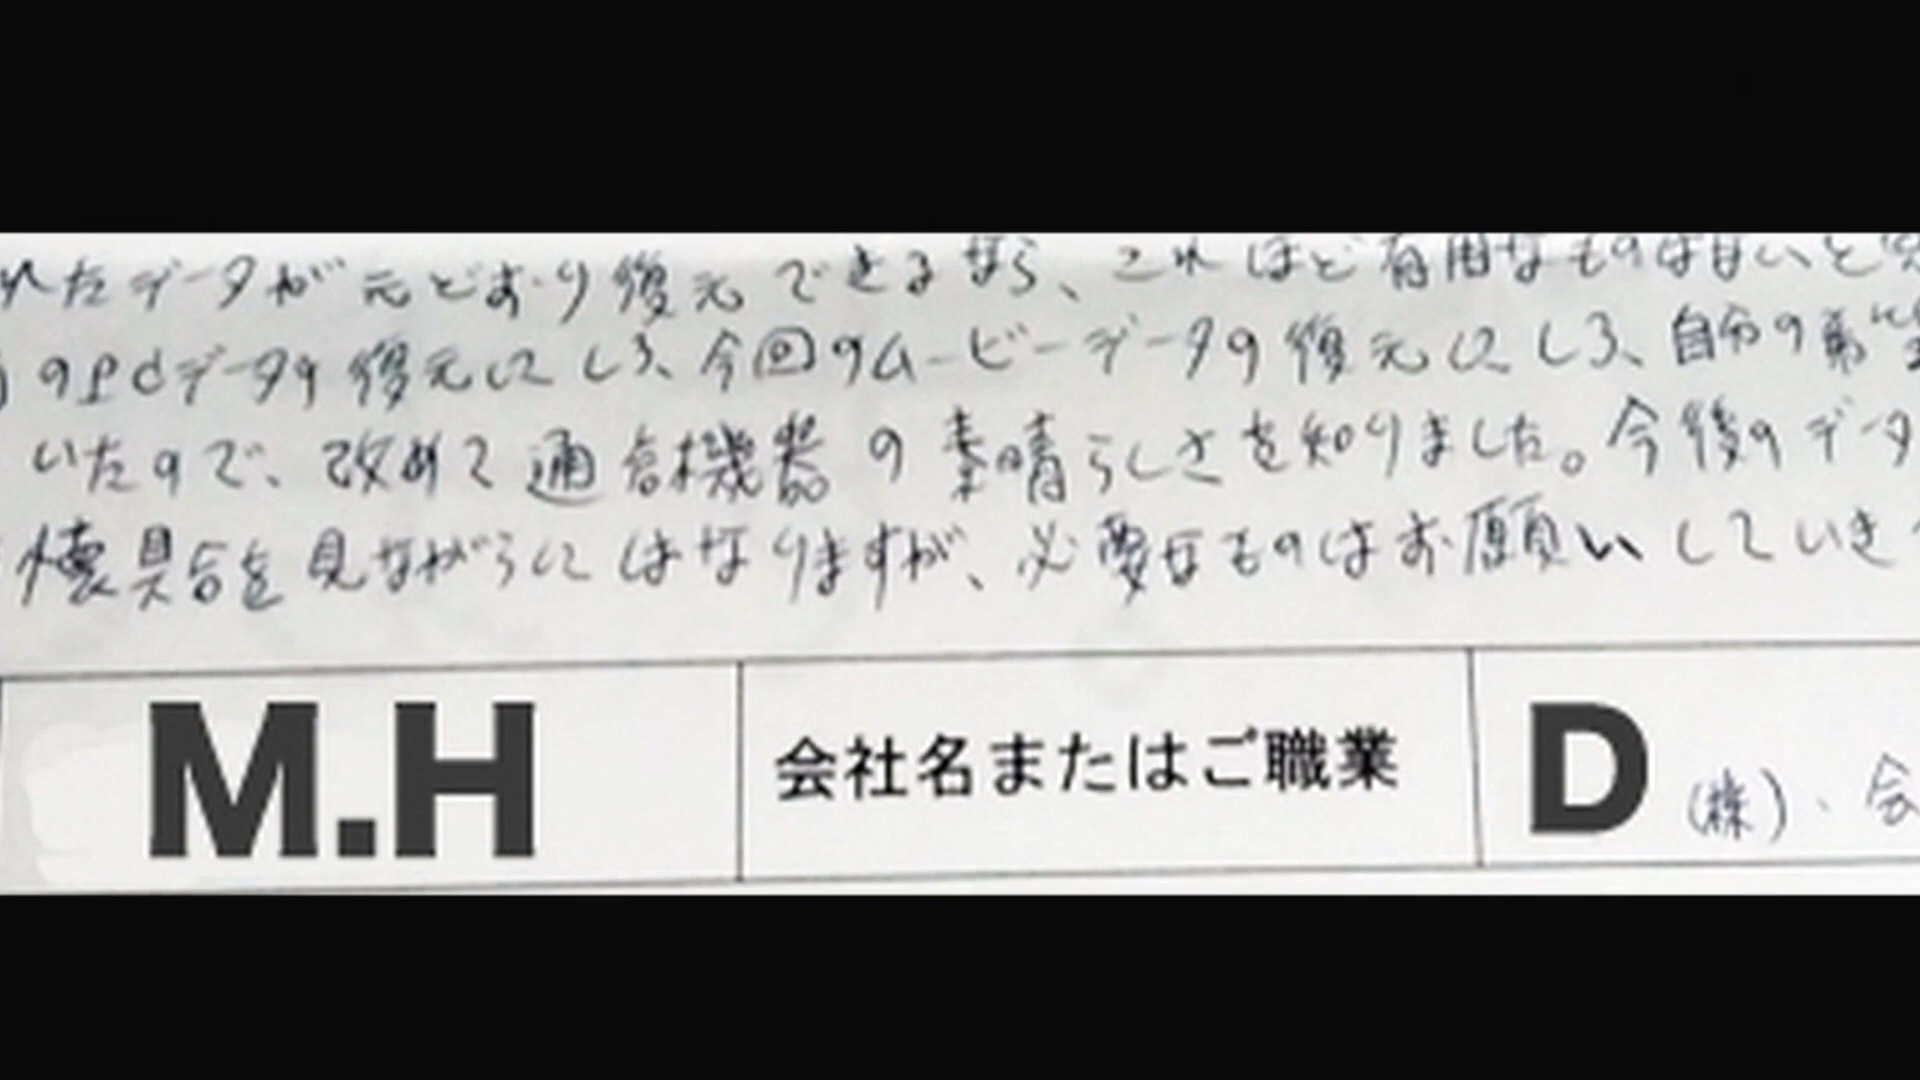 れたデータが元どおり復元できるなら、これほど有用なものは無いと
のPdデータの復元にしろ、今回のムービーデータの復元にしろ、自分の
いたので、改めて通信機器の素晴らしさを知りました。今後のデータ
懐具合を見ながらにはなりますが、必要なものはお願いしていき
M.H 会社名またはご職業 D (株)、会